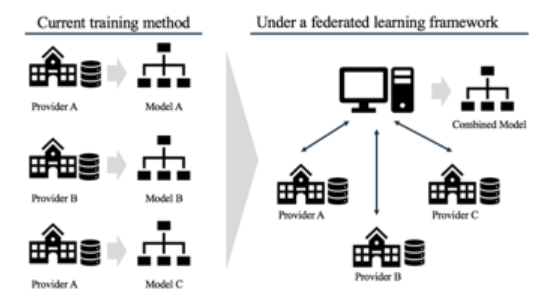 Current training method
Under a federated learning framework
Provider A
Model A
Provider B
Model B
Provider A
Model C
Combined Model
Provider A
Provider C
Provider B